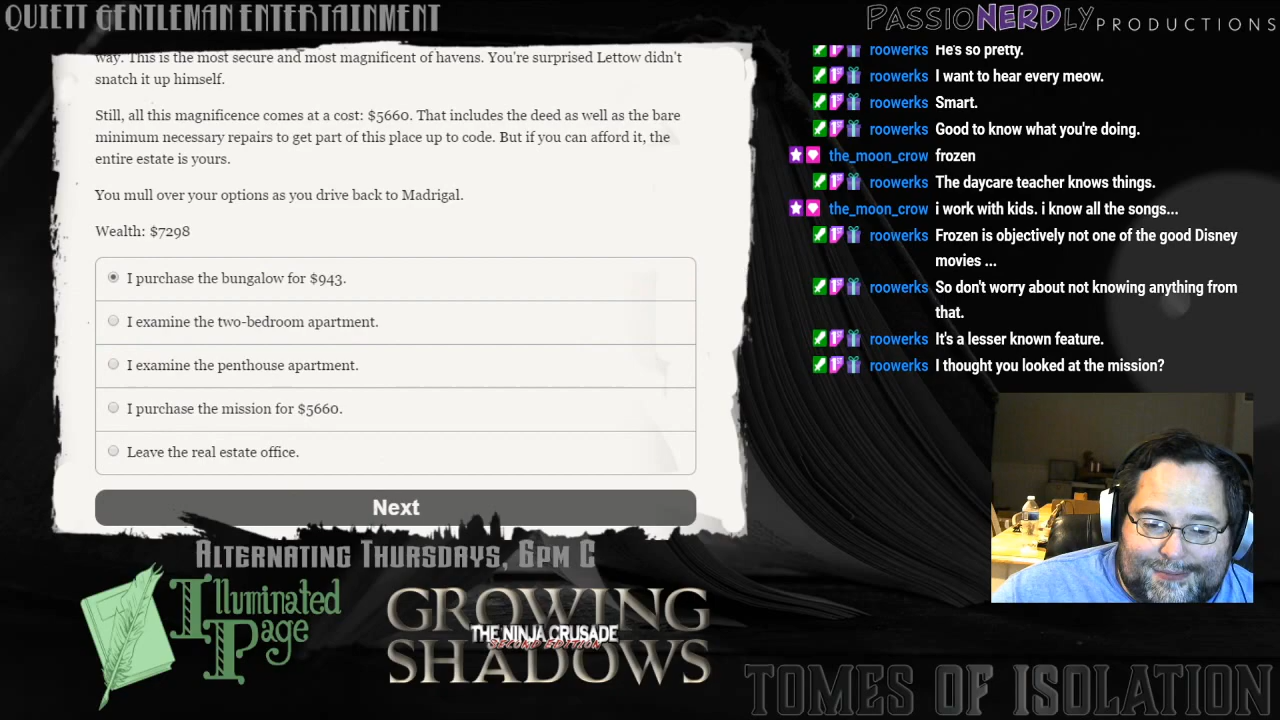 QUIETT GENTLEMAN ENTERTAINMENT
PASSIONERDLY PRODUCTIONS
way. This is the most secure and most magnificent of havens. You're surprised Lettow didn't
snatch it up himself.
Still, all this magnificence comes at a cost: $5660. That includes the deed as well as the bare
minimum necessary repairs to get part of this place up to code. But if you can afford it, the
entire estate is yours.
You mull over your options as you drive back to Madrigal.
Wealth: $7298
I purchase the bungalow for $943.
I examine the two-bedroom apartment.
I examine the penthouse apartment.
I purchase the mission for $5660.
Leave the real estate office.
Next
roowerks He's so pretty.
roowerks I want to hear every meow.
roowerks Smart.
roowerks Good to know what you're doing.
the_moon_crow frozen
roowerks The daycare teacher knows things.
the_moon_crow i work with kids. i know all the songs...
roowerks Frozen is objectively not one of the good Disney
movies ...
roowerks So don't worry about not knowing anything from
that.
roowerks It's a lesser known feature.
roowerks I thought you looked at the mission?
ALTERNATING THURSDAYS, 6PM C
Illuminated
Page
GROWING
THE NINJA CRUSADE
SECOND EDITION
SHADOWS
TOMES OF ISOLATION